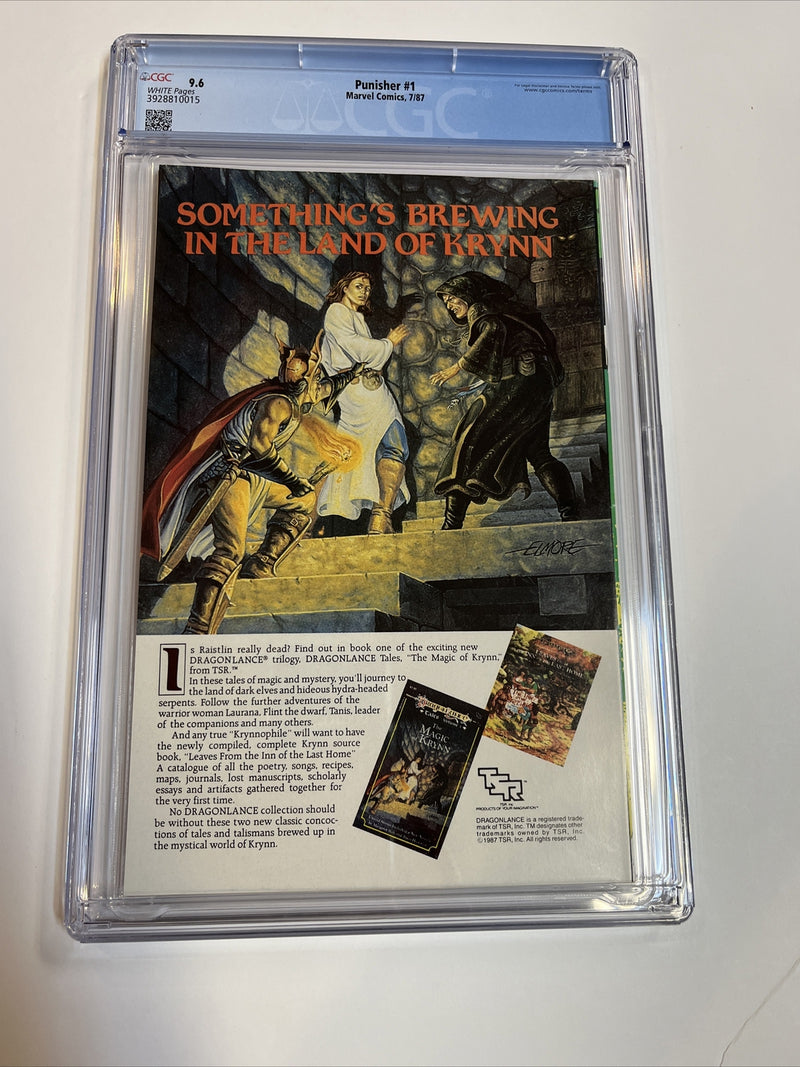 CGC
9.6
WHITE Pages
3928810015
Punisher #1
Marvel Comics, 7/87
www.cgccomics.com/terms
CGC
SOMETHING'S BREWING
IN THE LAND OF KRYNN
ELMORE
Is Raistlin really dead? Find out in book one of the exciting new
DRAGONLANCE® trilogy, DRAGONLANCE Tales, "The Magic of Krynn,"
from TSR.™
In these tales of magic and mystery, you'll journey to
the land of dark elves and hideous hydra-headed
serpents. Follow the further adventures of the
warrior woman Laurana, Flint the dwarf, Tanis, leader
of the companions and many others.
And any true "Krynnophile" will want to have
the newly compiled, complete Krynn source
book, "Leaves From the Inn of the Last Home"
A catalogue of all the poetry, songs, recipes,
maps, journals, lost manuscripts, scholarly
essays and artifacts gathered together for
the very first time.
No DRAGONLANCE collection should
be without these two new classic concoc-
tions of tales and talismans brewed up in
the mystical world of Krynn.
MAGIC
KRYNN
TSR
TSR, Inc.
PRODUCTS OF YOUR IMAGINATION™
DRAGONLANCE is a registered trade-
mark of TSR, Inc. TM designates other
trademarks owned by TSR, Inc.
©1987 TSR, Inc. All rights reserved.